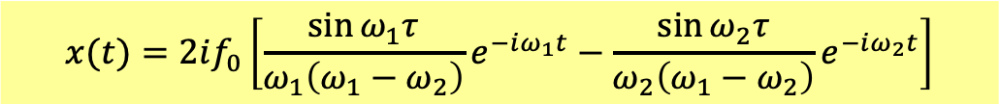 x(t) = 2if₀ [ sin ω₁τ / ω₁(ω₁ − ω₂) e^{−iω₁t} − sin ω₂τ / ω₂(ω₁ − ω₂) e^{−iω₂t} ]